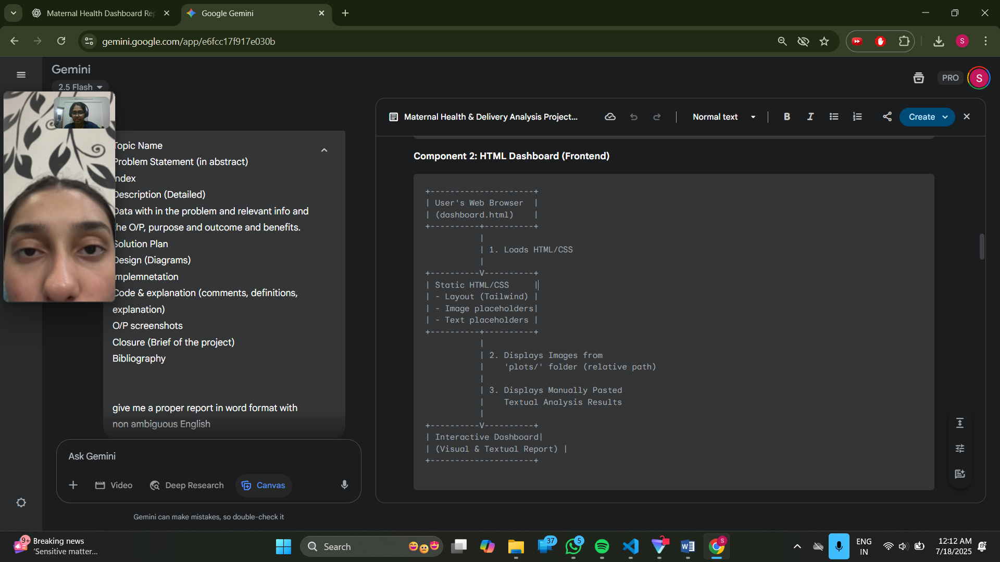 Maternal Health Dashboard Rep
Google Gemini
gemini.google.com/app/e6fcc17f917e030b
S
Gemini
2.5 Flash
PRO
S
Topic Name
Problem Statement (in abstract)
Index
Description (Detailed)
Data with in the problem and relevant info and
the O/P, purpose and outcome and benefits.
Solution Plan
Design (Diagrams)
Implemnetation
Code & explanation (comments, definitions,
explanation)
O/P screenshots
Closure (Brief of the project)
Bibliography
give me a proper report in word format with
non ambiguous English
Ask Gemini
Video
Deep Research
Canvas
Gemini can make mistakes, so double-check it
Maternal Health & Delivery Analysis Project...
Normal text
B
I
Create
Component 2: HTML Dashboard (Frontend)
+---------------------+
| User's Web Browser  |
| (dashboard.html)    |
+----------+----------+
           |
           | 1. Loads HTML/CSS
           |
+----------V----------+
| Static HTML/CSS     |
| - Layout (Tailwind) |
| - Image placeholders|
| - Text placeholders |
+----------+----------+
           |
           | 2. Displays Images from
           |    'plots/' folder (relative path)
           |
           | 3. Displays Manually Pasted
           |    Textual Analysis Results
           |
+----------V----------+
| Interactive Dashboard|
| (Visual & Textual Report) |
+---------------------+
9+
Breaking news
'Sensitive matter...
Search
37
5
?
W
S
ENG
IN
12:12 AM
7/18/2025